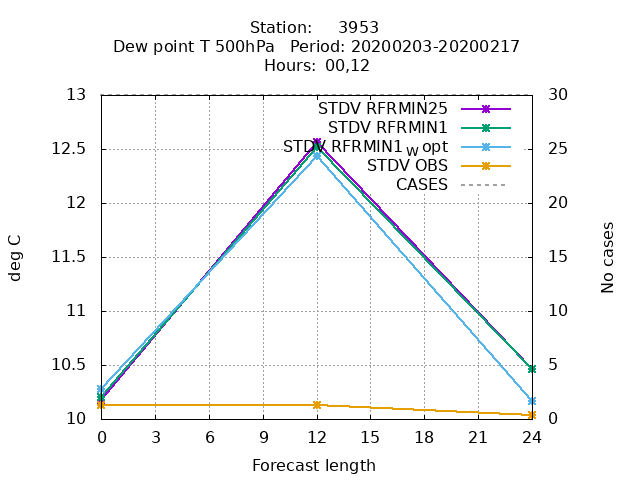 Station: 3953
Dew point T 500hPa Period: 20200203-20200217
Hours: 00,12
13
30
STDV RFRMIN25
STDV RFRMIN1
STDV RFRMIN1_W opt
STDV OBS
CASES
12.5
25
12
20
11.5
15
11
10
10.5
5
10
0
deg C
No cases
0 3 6 9 12 15 18 21 24
Forecast length